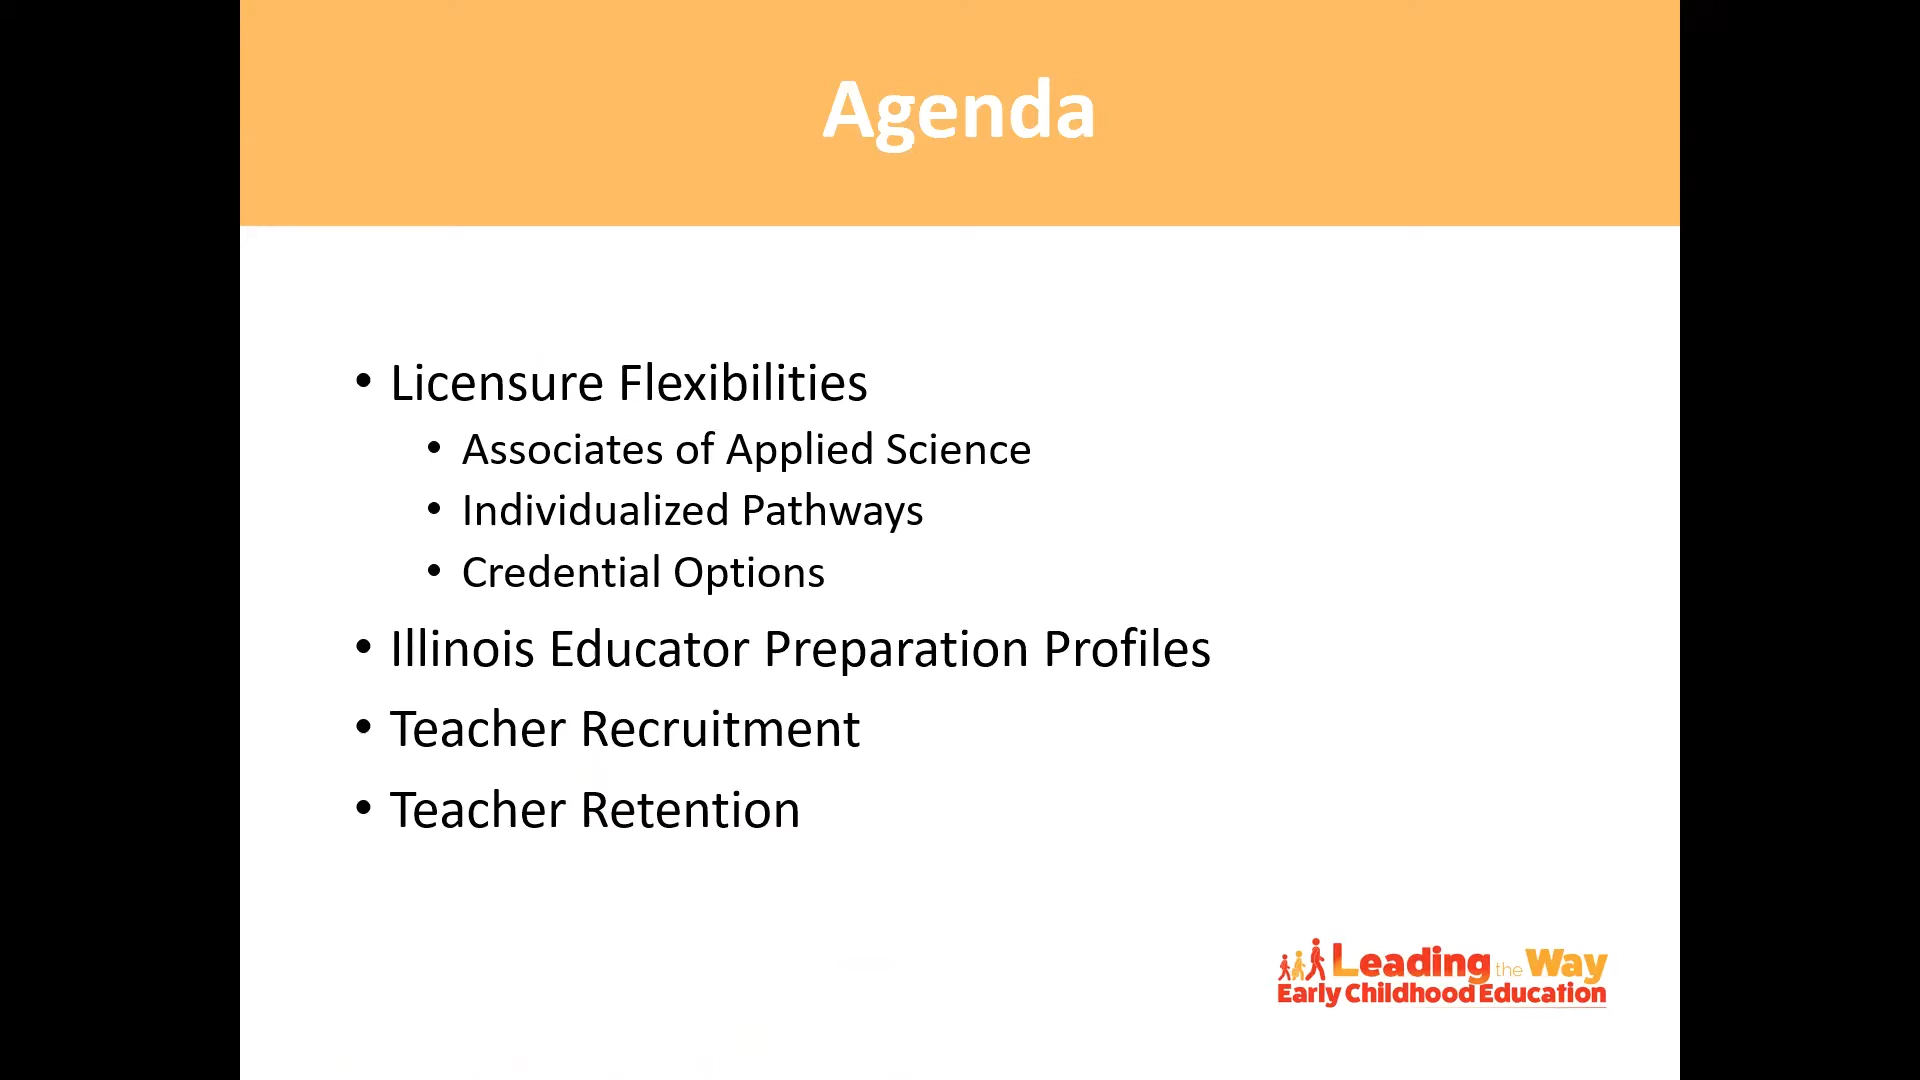 Agenda
• Licensure Flexibilities
• Associates of Applied Science
• Individualized Pathways
• Credential Options
• Illinois Educator Preparation Profiles
• Teacher Recruitment
• Teacher Retention
Leading the Way
Early Childhood Education